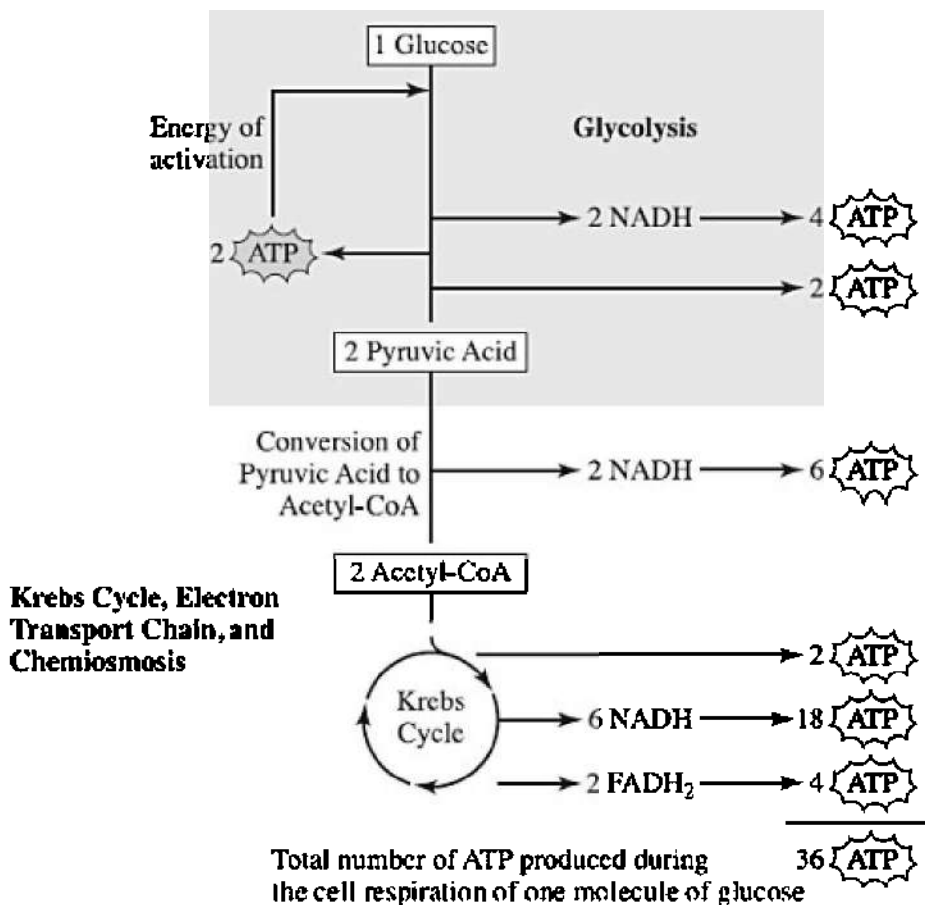 1 Glucose
Energy of
activation
Glycolysis
2 NADH
4 ATP
2 ATP
2 ATP
2 Pyruvic Acid
Conversion of
Pyruvic Acid to
Acetyl-CoA
2 NADH
6 ATP
2 Acetyl-CoA
Krebs Cycle, Electron
Transport Chain, and
Chemiosmosis
2 ATP
Krebs
Cycle
6 NADH
18 ATP
2 FADH₂
4 ATP
Total number of ATP produced during
the cell respiration of one molecule of glucose
36 ATP